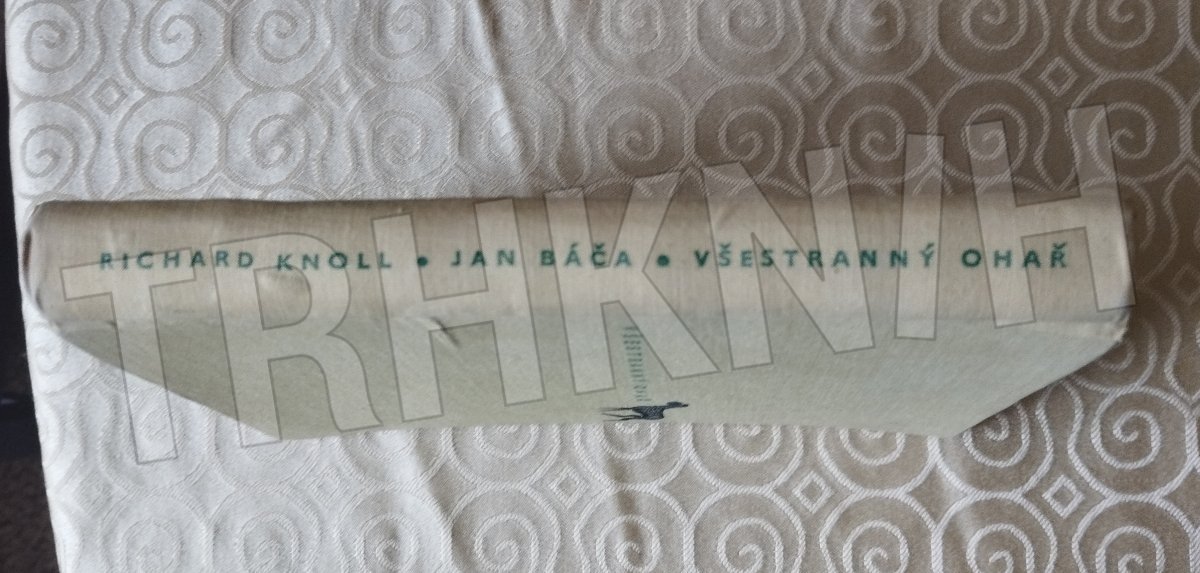 RICHARD KNOLL • JAN BÁČA • VŠESTRANNÝ OHAŘ
TRHKNIH